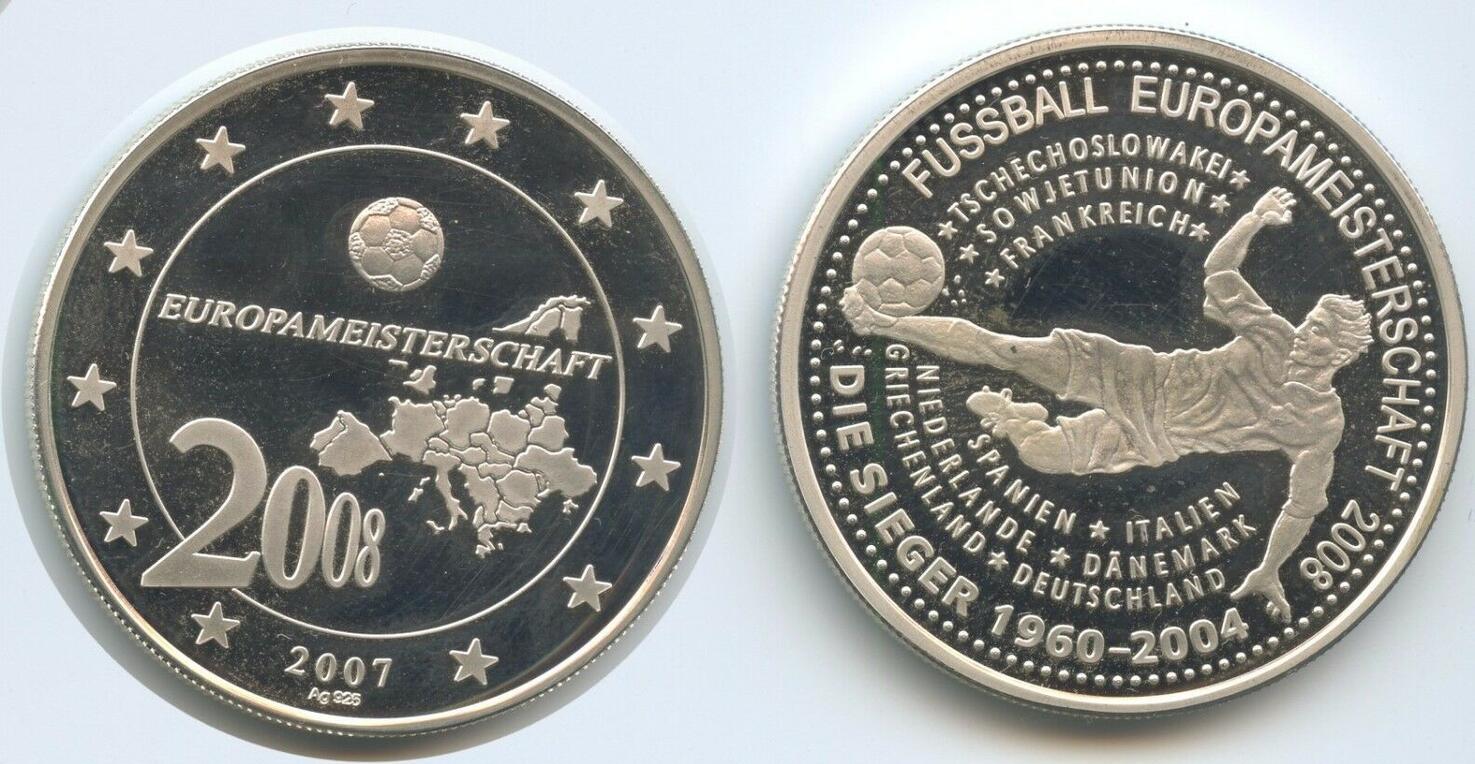 EUROPAMEISTERSCHAFT
2008
2007
Ag 925
FUSSBALL EUROPAMEISTERSCHAFT 2008
★TSCHECHOSLOWAKEI★
★SOWJETUNION★
★FRANKREICH★
SPANIEN ★ ITALIEN
NIEDERLANDE ★ DÄNEMARK
GRIECHENLAND★DEUTSCHLAND
DIE SIEGER 1960-2004